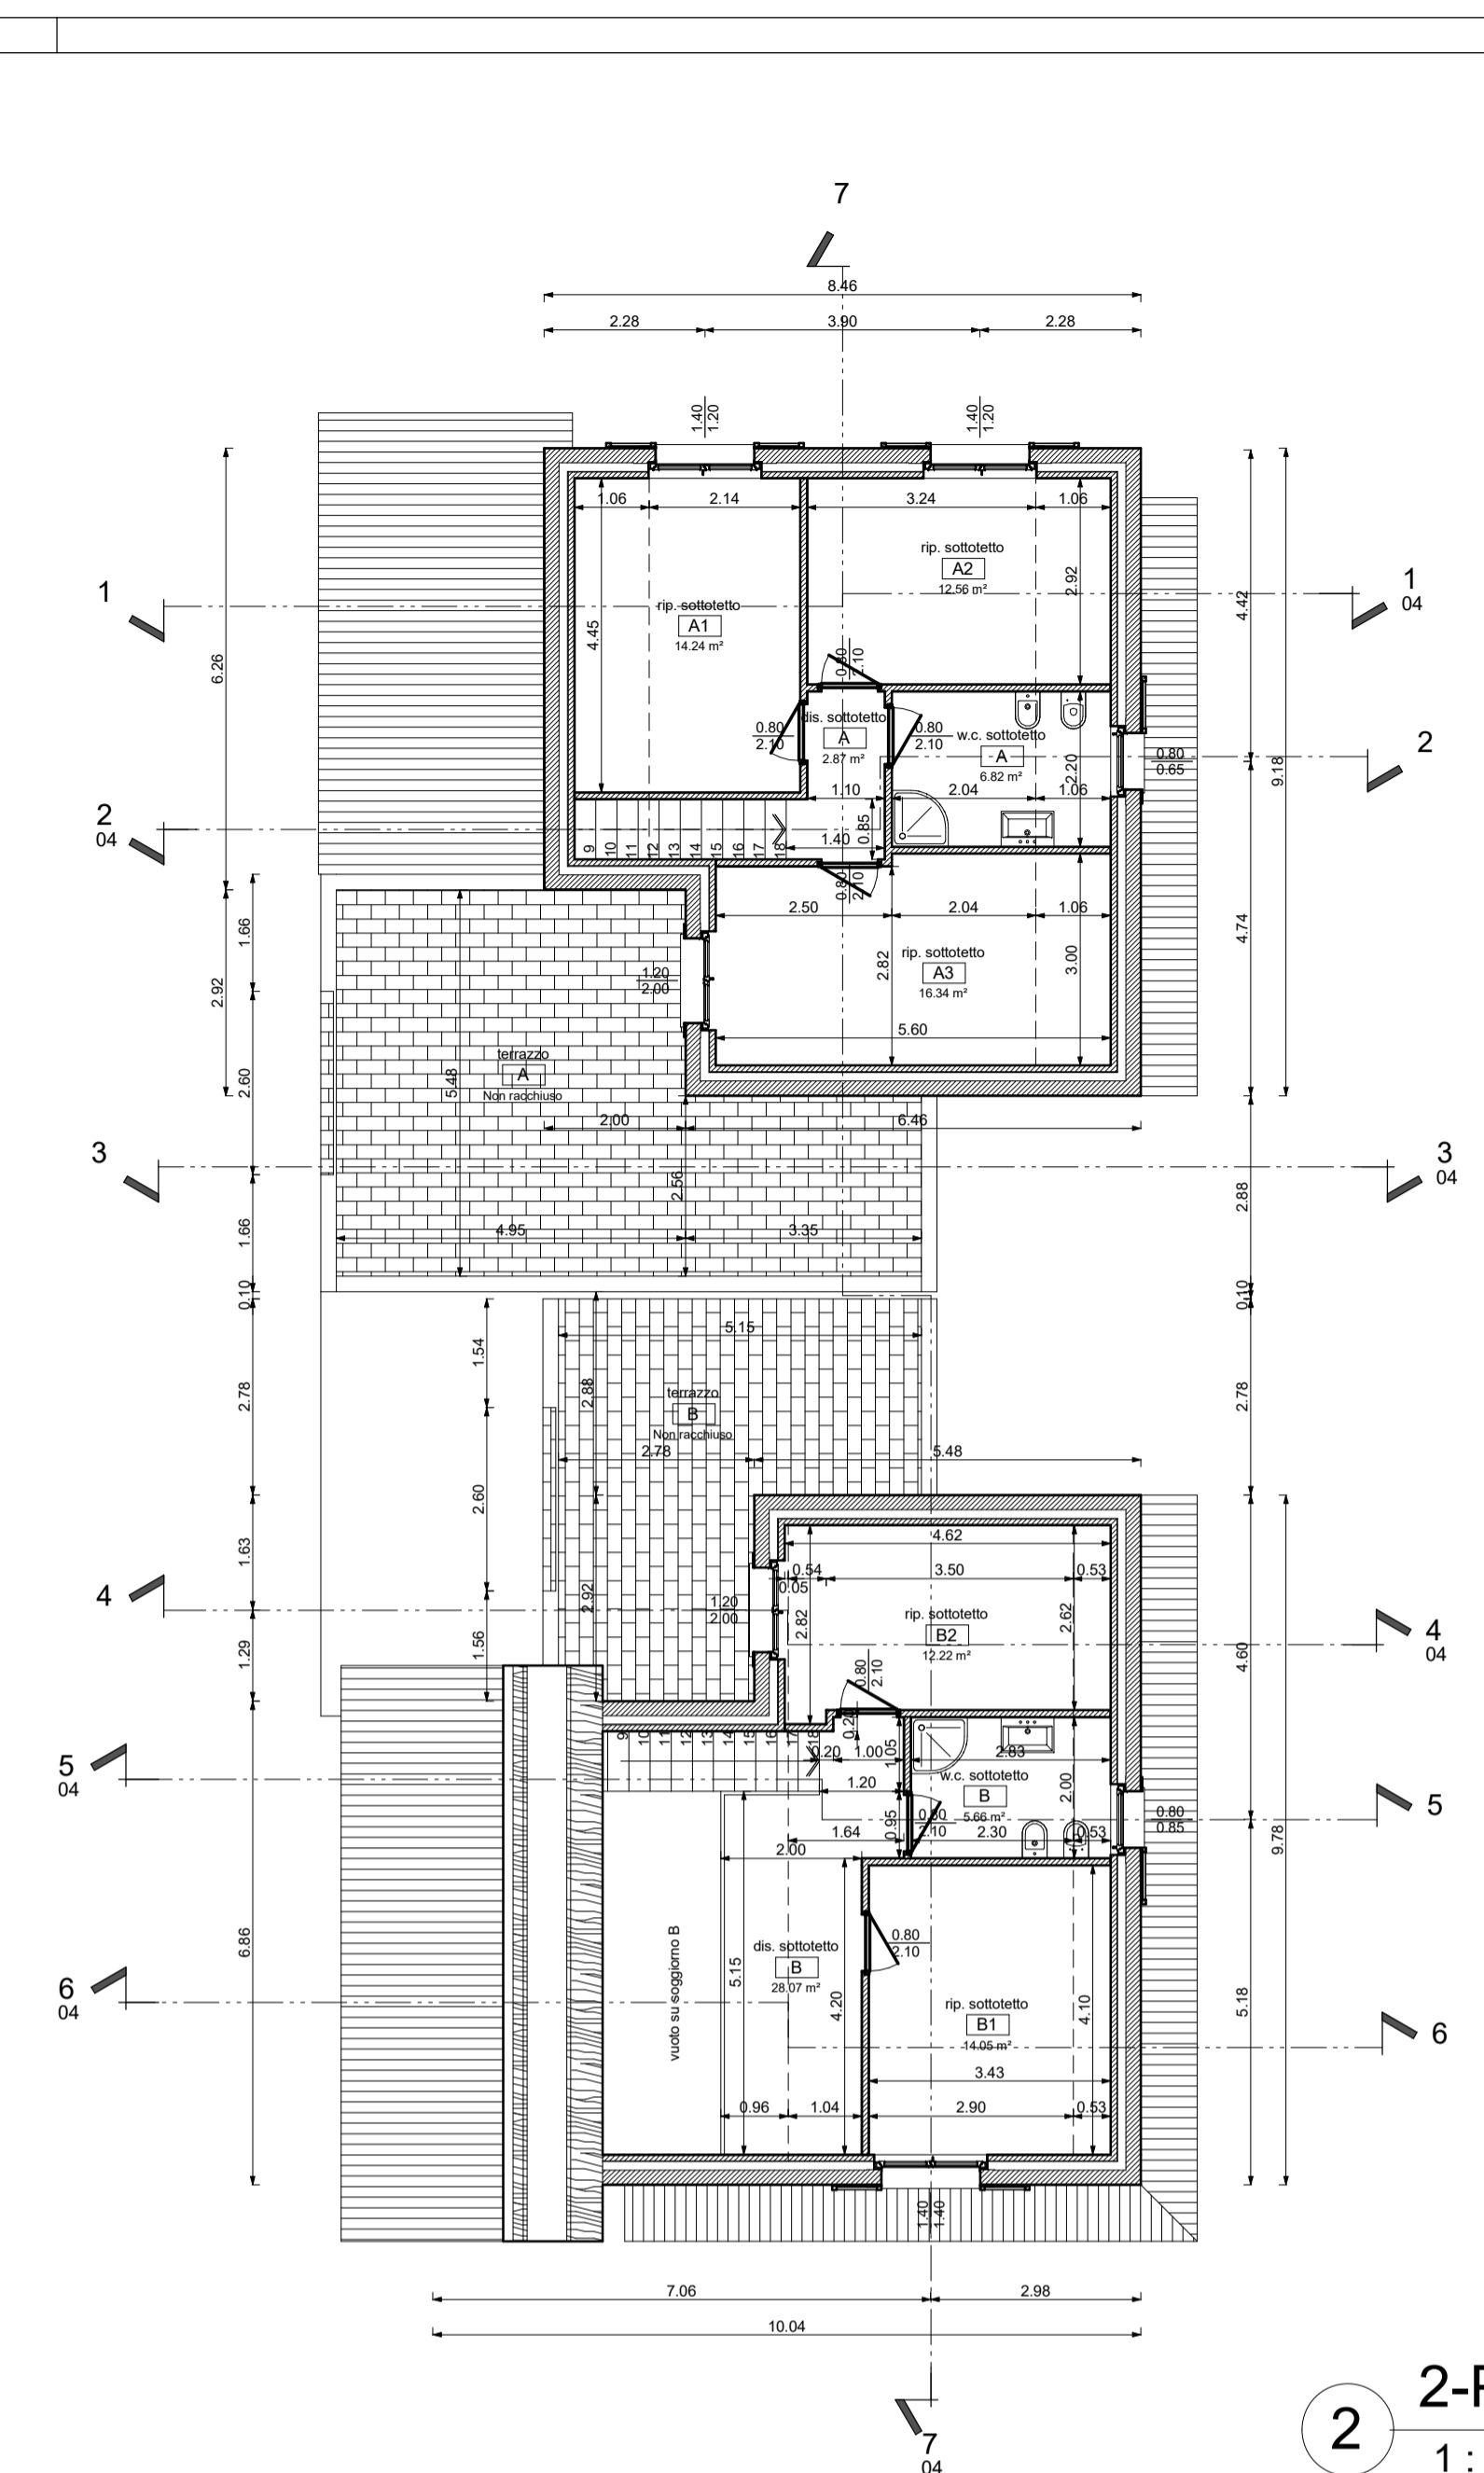 7
8.46
2.28 3.90 2.28
1.40 1.20 1.40 1.20
1.06 2.14 3.24 1.06
rip. sottotetto
A2
12.56 m²
2.92
1
1
04
4.42
rip. sottotetto
A1
14.24 m²
4.45
6.26
0.80 2.10
dis. sottotetto
A
2.87 m²
0.80
2.10
0.80
2.10
w.c. sottotetto
A
6.82 m²
2.20
0.80
0.65
2
9.18
1.10 2.04 1.06
2
04
9 10 11 12 13 14 15 16 17 18
1.40
0.85
0.80 2.10
2.50 2.04 1.06
1.66
4.74
rip. sottotetto
A3
16.34 m²
2.82
3.00
1.20
2.00
2.92
5.60
terrazzo
A
Non racchiuso
2.60
5.48
2.00 6.46
3
3
04
2.56
1.66
2.88
4.95 3.35
0.10
0.10
5.15
1.54
2.78
2.88
2.78
terrazzo
B
Non racchiuso
2.78 5.48
2.60
1.63
4.62
0.54 3.50 0.53
0.05
2.92
4
1.20
2.00
2.82
rip. sottotetto
B2
12.22 m²
2.62
4
04
4.60
1.29
1.56
0.80 2.10
9 10 11 12 13 14 15 16 17 18
0.20
0.20 1.00
1.05
2.83
5
04
w.c. sottotetto
B
5.66 m²
2.00
1.20
0.80
2.10
0.95
0.80
0.85
5
1.64 2.30 0.53
2.00
9.78
6.86
vuoto su soggiorno B
5.15
dis. sottotetto
B
28.07 m²
4.20
0.80
2.10
6
04
rip. sottotetto
B1
14.05 m²
4.10
5.18
6
3.43
0.96 1.04 2.90 0.53
1.40 1.40
7.06 2.98
10.04
7
04
2
1 :